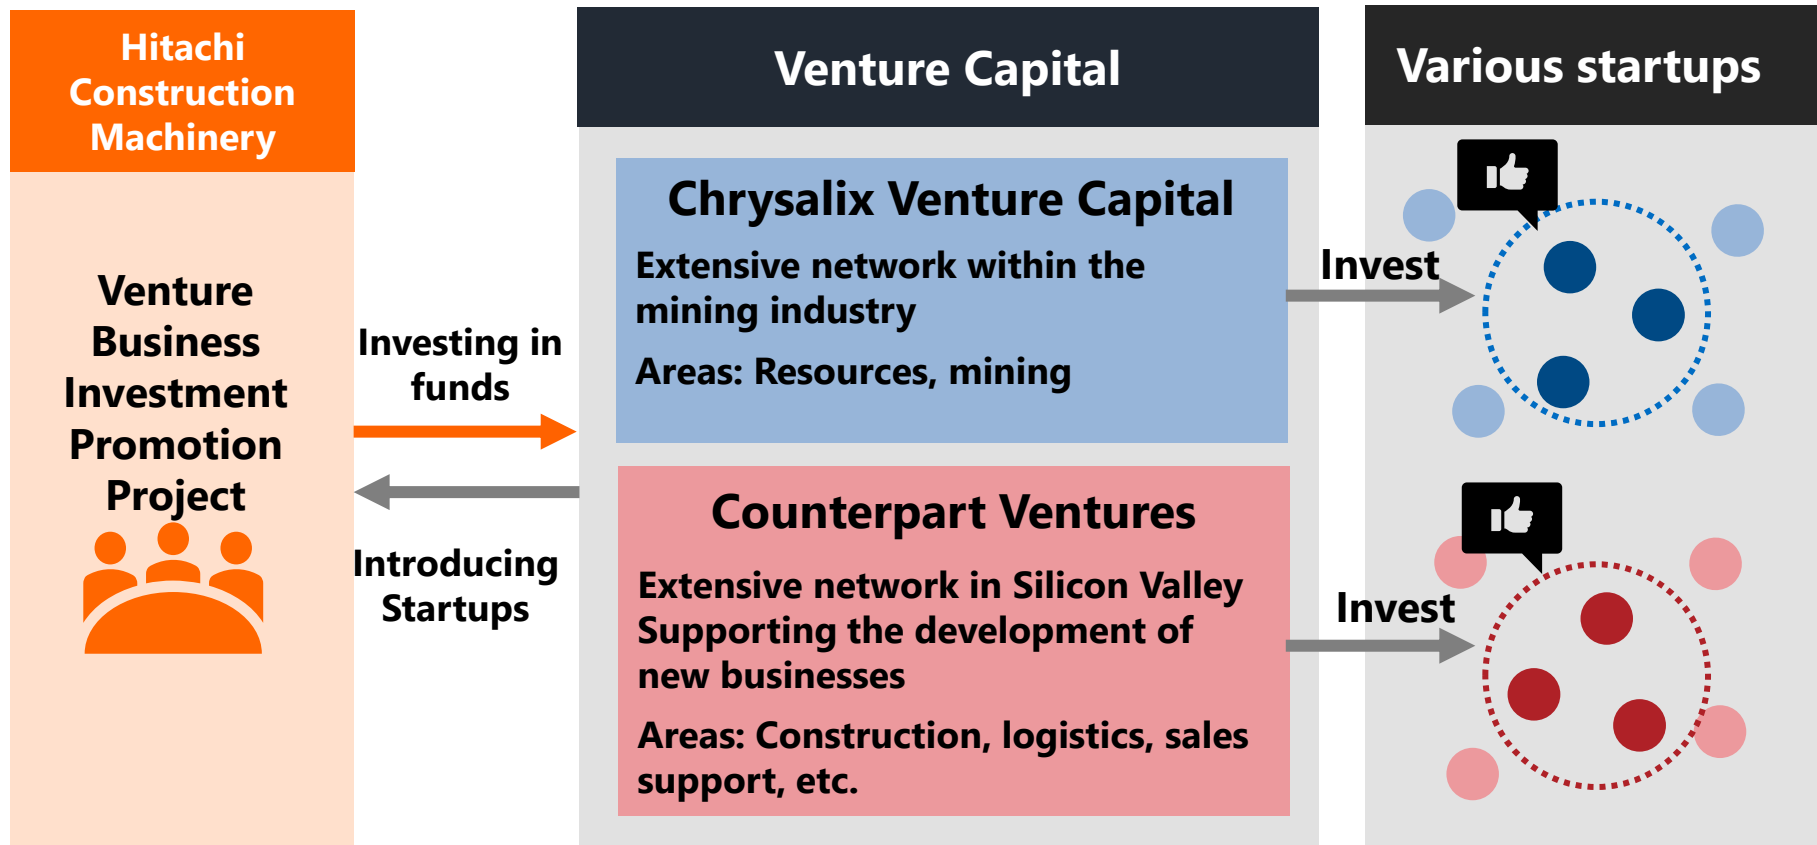 Hitachi
Construction
Machinery
Venture
Business
Investment
Promotion
Project
Investing in
funds
Introducing
Startups
Venture Capital
Chrysalix Venture Capital
Extensive network within the
mining industry
Areas: Resources, mining
Counterpart Ventures
Extensive network in Silicon Valley
Supporting the development of
new businesses
Areas: Construction, logistics, sales
support, etc.
Invest
Invest
Various startups